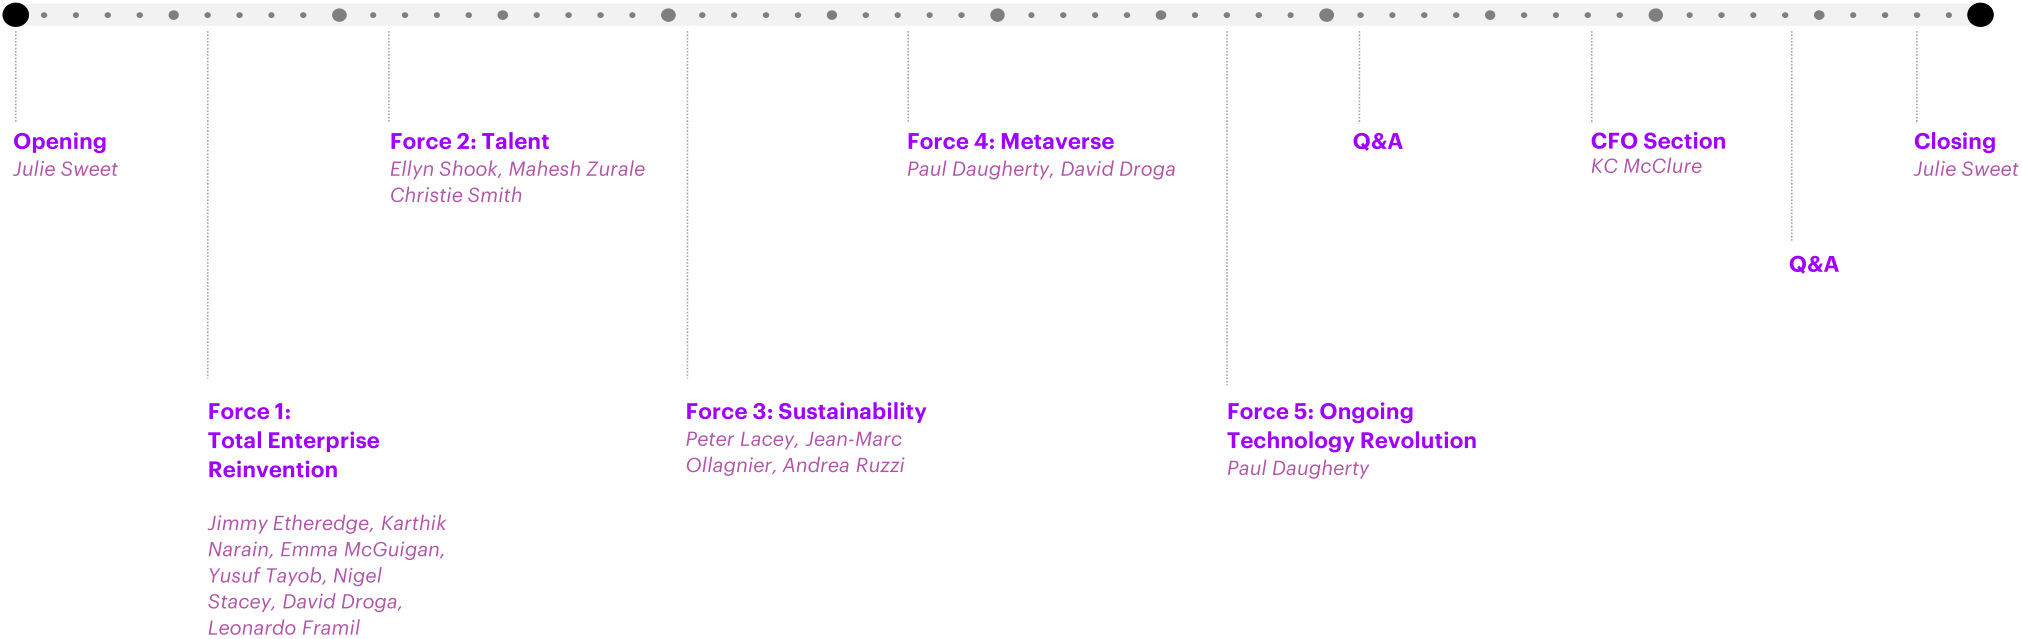 Opening
Julie Sweet
Force 1:
Total Enterprise
Reinvention
Jimmy Etheredge, Karthik
Narain, Emma McGuigan,
Yusuf Tayob, Nigel
Stacey, David Droga,
Leonardo Framil
Force 2: Talent
Ellyn Shook, Mahesh Zurale
Christie Smith
Force 3: Sustainability
Peter Lacey, Jean-Marc
Ollagnier, Andrea Ruzzi
Force 4: Metaverse
Paul Daugherty, David Droga
Force 5: Ongoing
Technology Revolution
Paul Daugherty
Q&A
CFO Section
KC McClure
Q&A
Closing
Julie Sweet